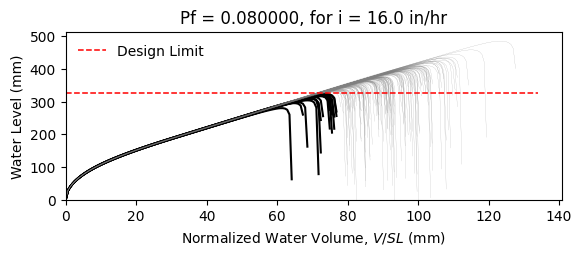 Pf = 0.080000, for i = 16.0 in/hr
Water Level (mm)
500
400
300
200
100
0
Design Limit
0 20 40 60 80 100 120 140
Normalized Water Volume, V/SL (mm)